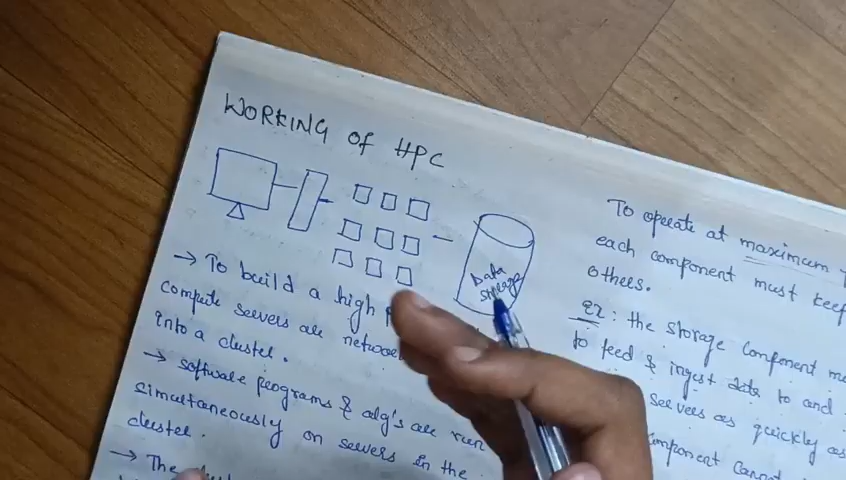 WORKING OF HPC
Data
storage
→ To build a high
compute servers are
into a cluster.
→ software programs & alg's are run
simultaneously on servers in the
cluster.
→ The
To operate at maximum
each component must keep
others.
ex: the storage component
to feed & ingest data to and
servers as quickly as
component cannot